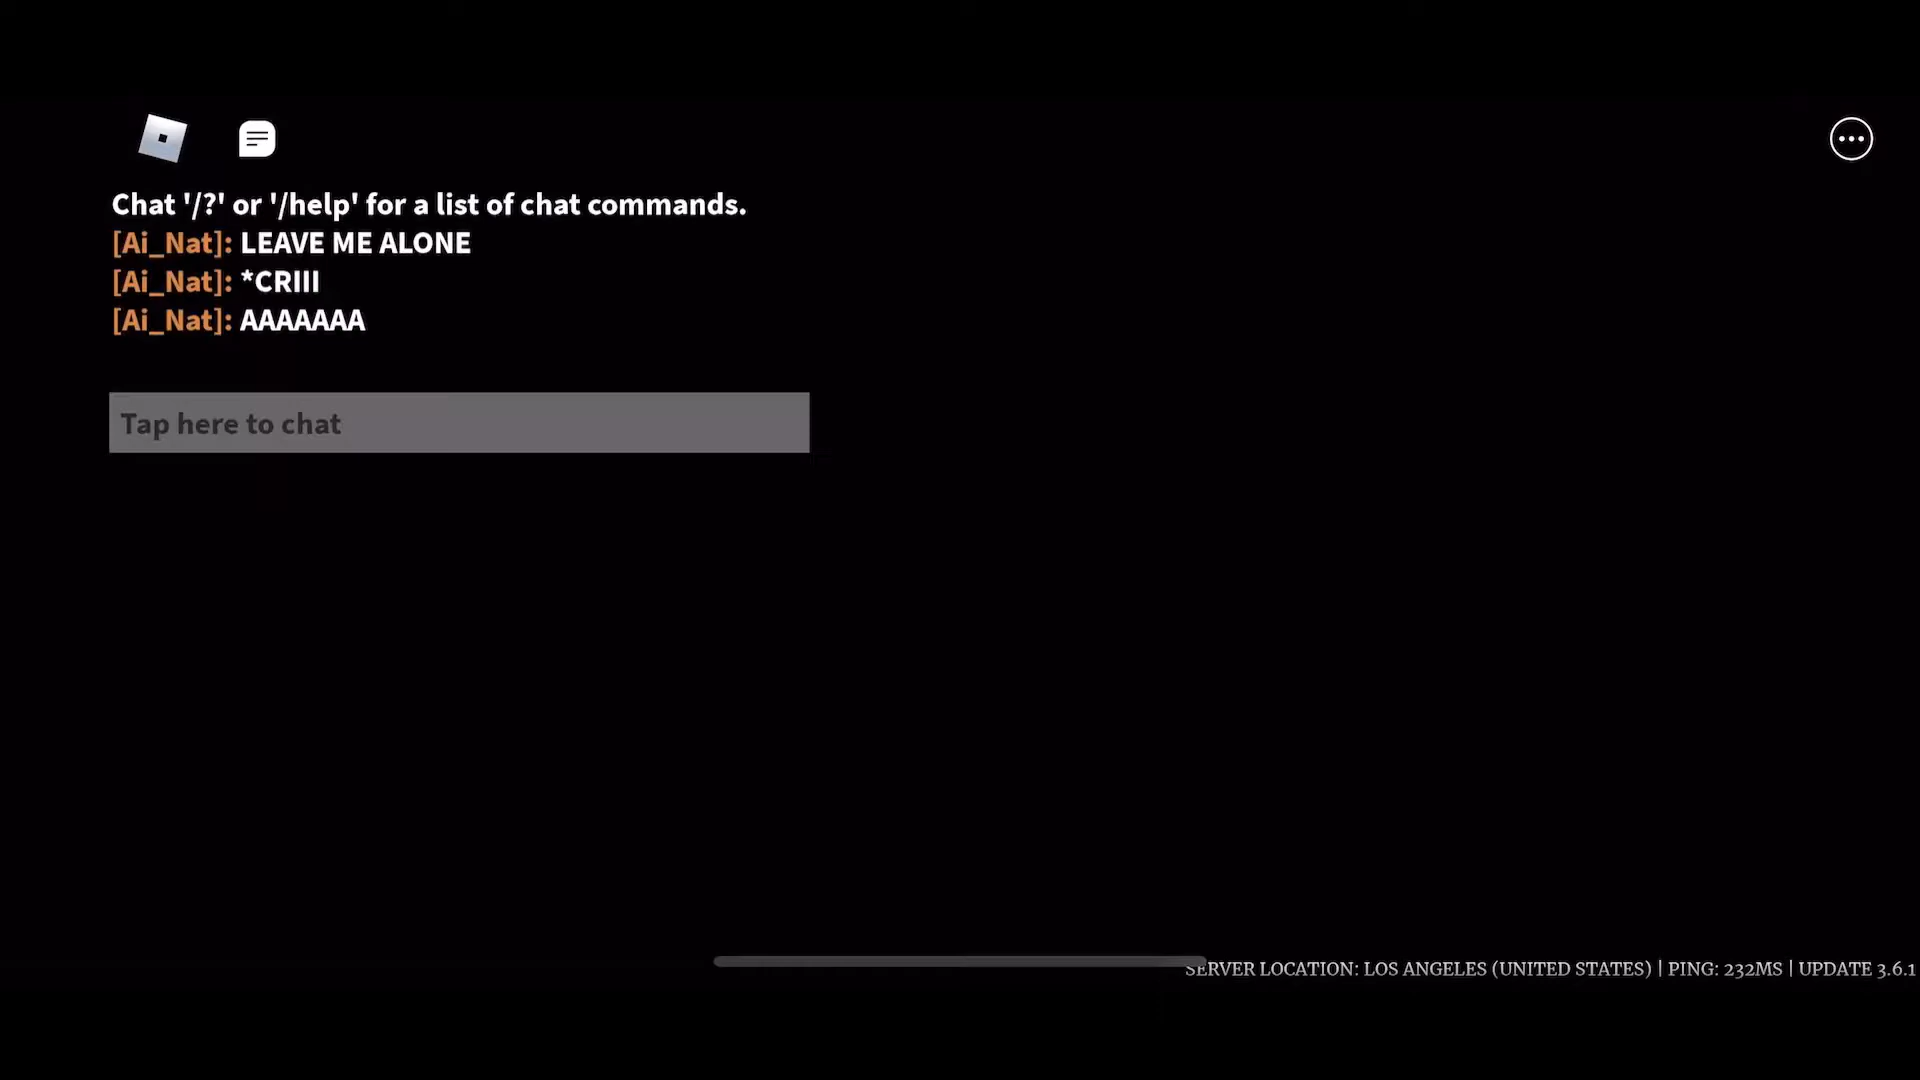 Chat '/?' or '/help' for a list of chat commands.
[Ai_Nat]: LEAVE ME ALONE
[Ai_Nat]: *CRIII
[Ai_Nat]: AAAAAAA
Tap here to chat
SERVER LOCATION: LOS ANGELES (UNITED STATES) | PING: 232MS | UPDATE 3.6.1